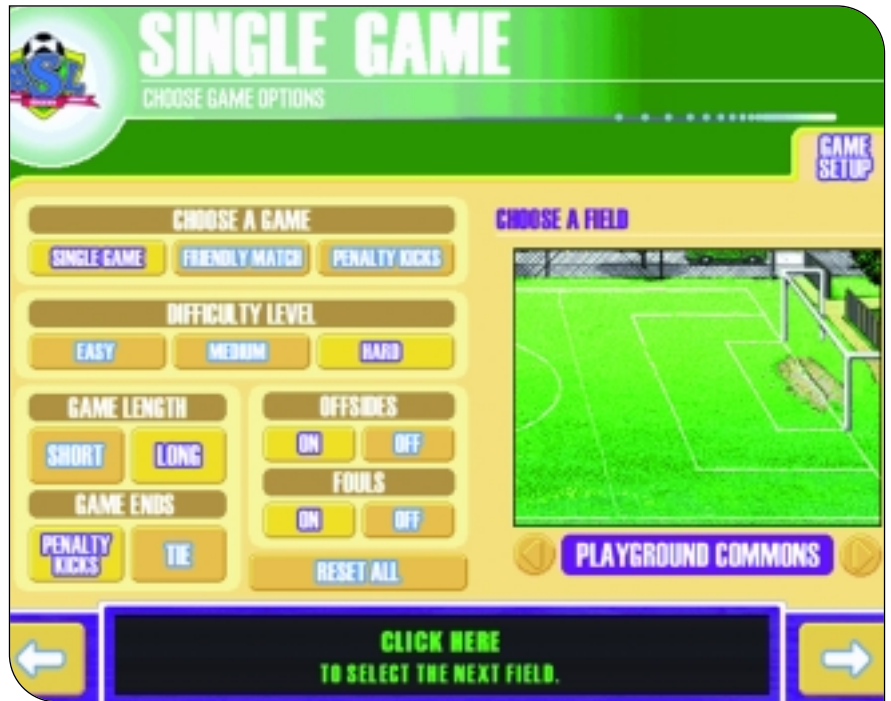 BSL
SINGLE GAME
CHOOSE GAME OPTIONS
GAME
SETUP
CHOOSE A GAME
SINGLE GAME
FRIENDLY MATCH
PENALTY KICKS
DIFFICULTY LEVEL
EASY
MEDIUM
HARD
GAME LENGTH
SHORT
LONG
GAME ENDS
PENALTY
KICKS
TIE
OFFSIDES
ON
OFF
FOULS
ON
OFF
RESET ALL
CHOOSE A FIELD
PLAYGROUND COMMONS
CLICK HERE
TO SELECT THE NEXT FIELD.